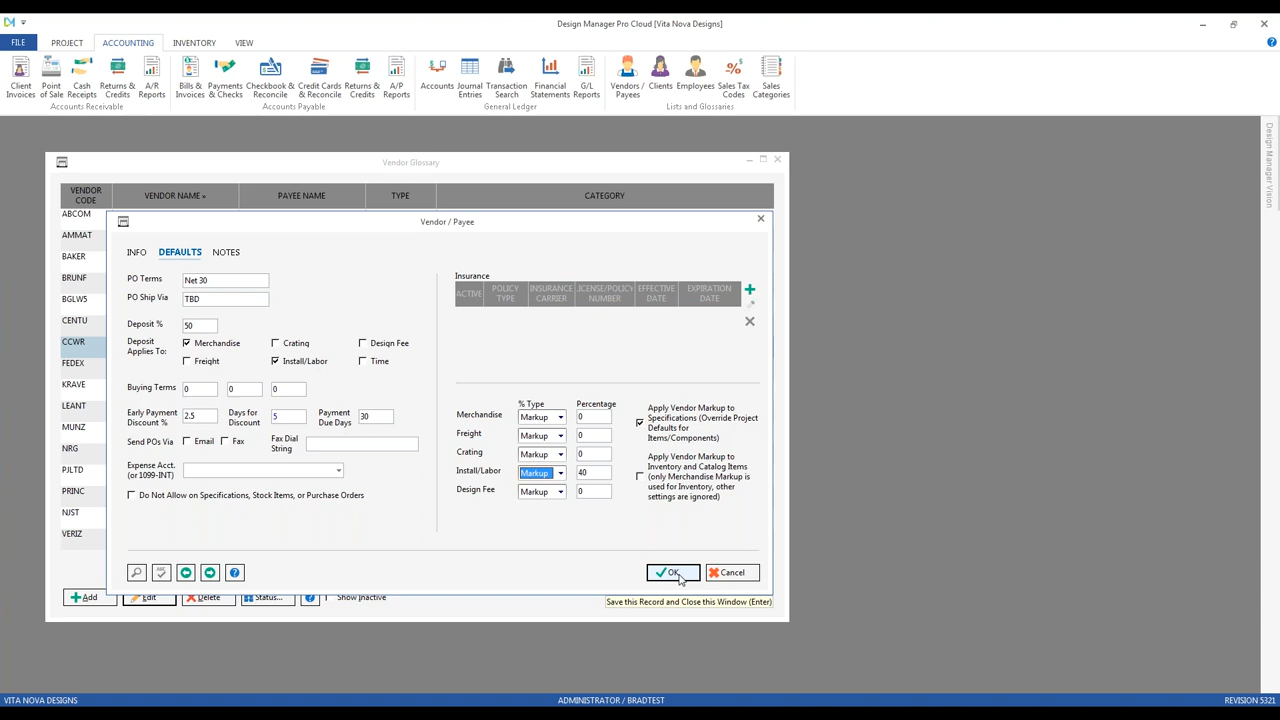 Design Manager Pro Cloud [Vita Nova Designs]
FILE PROJECT ACCOUNTING INVENTORY VIEW
Client Invoices
Point of Sale
Cash Receipts
Returns & Credits
A/R Reports
Accounts Receivable
Bills & Invoices
Payments & Checks
Checkbook & Reconcile
Credit Cards & Reconcile
Returns & Credits
A/P Reports
Accounts Payable
Accounts
Journal Entries
Transaction Search
Financial Statements
G/L Reports
General Ledger
Vendors / Payees
Clients
Employees
Sales Tax Codes
Sales Categories
Lists and Glossaries
Design Manager Vision
Vendor Glossary
VENDOR CODE VENDOR NAME » PAYEE NAME TYPE CATEGORY
ABCOM
AMMAT
BAKER
BRUNF
BGLW5
CENTU
CCWR
FEDEX
KRAVE
LEANT
MUNZ
NRG
PJLTD
PRINC
NJST
VERIZ
Vendor / Payee
INFO DEFAULTS NOTES
PO Terms Net 30
PO Ship Via TBD
Deposit % 50
Deposit Applies To: Merchandise Crating Design Fee
Freight Install/Labor Time
Buying Terms 0 0 0
Early Payment Discount % 2.5 Days for Discount 5 Payment Due Days 30
Send POs Via Email Fax Fax Dial String
Expense Acct. (or 1099-INT)
Do Not Allow on Specifications, Stock Items, or Purchase Orders
Insurance
ACTIVE POLICY TYPE INSURANCE CARRIER LICENSE/POLICY NUMBER EFFECTIVE DATE EXPIRATION DATE
% Type Percentage
Merchandise Markup 0
Freight Markup 0
Crating Markup 0
Install/Labor Markup 40
Design Fee Markup 0
Apply Vendor Markup to
Specifications (Override Project
Defaults for
Items/Components)
Apply Vendor Markup to
Inventory and Catalog Items
(only Merchandise Markup is
used for Inventory, other
settings are ignored)
ABC
OK Cancel
Add Edit Delete Status... Show Inactive
Save this Record and Close this Window (Enter)
VITA NOVA DESIGNS ADMINISTRATOR / BRADTEST REVISION 5321